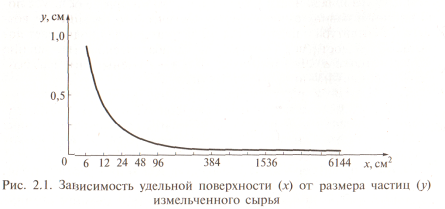 y, см
1,0
0,5
0 6 12 24 48 96 384 1536 6144 x, см²
Рис. 2.1. Зависимость удельной поверхности (x) от размера частиц (y)
измельченного сырья